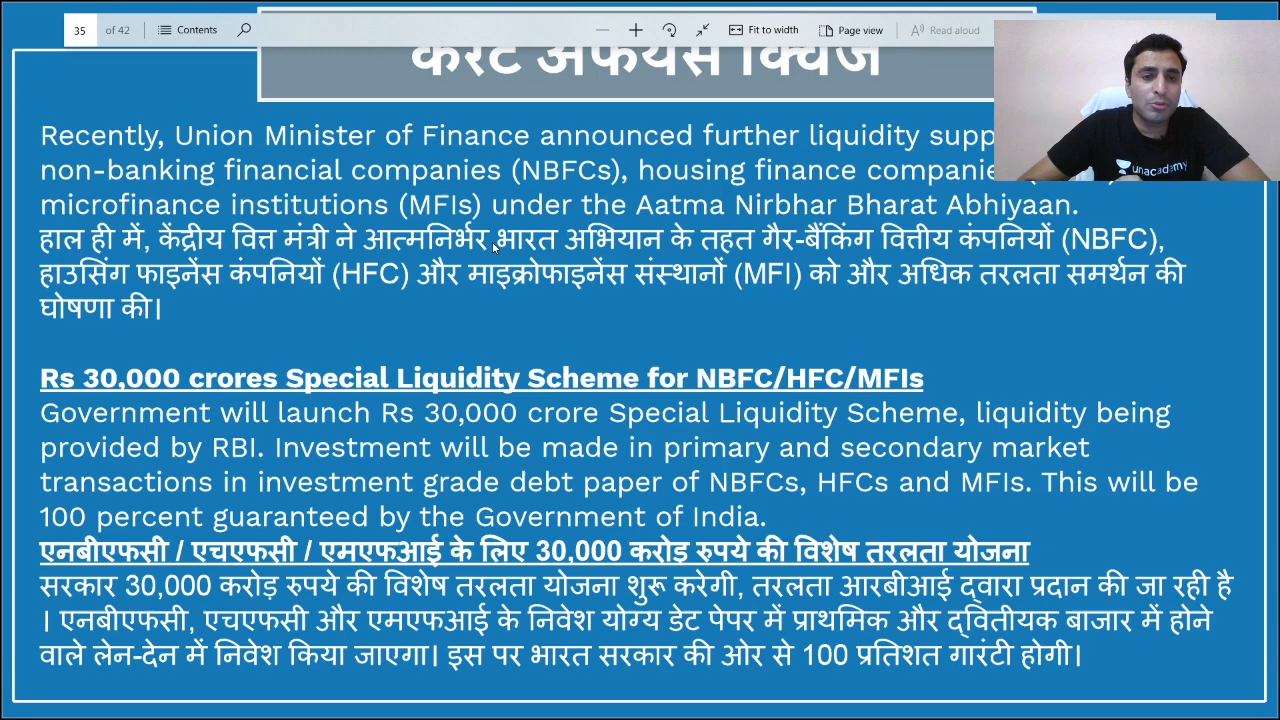 35 of 42 Contents Fit to width Page view Read aloud
करंट अफेयर्स क्विज
Recently, Union Minister of Finance announced further liquidity
non-banking financial companies (NBFCs), housing finance
microfinance institutions (MFIs) under the Aatma Nirbhar Bharat Abhiyaan.
हाल ही में, केंद्रीय वित्त मंत्री ने आत्मनिर्भर भारत अभियान के तहत गैर-बैंकिंग वित्तीय कंपनियों (NBFC),
हाउसिंग फाइनेंस कंपनियों (HFC) और माइक्रोफाइनेंस संस्थानों (MFI) को और अधिक तरलता समर्थन की
घोषणा की।
Rs 30,000 crores Special Liquidity Scheme for NBFC/HFC/MFIs
Government will launch Rs 30,000 crore Special Liquidity Scheme, liquidity being
provided by RBI. Investment will be made in primary and secondary market
transactions in investment grade debt paper of NBFCs, HFCs and MFIs. This will be
100 percent guaranteed by the Government of India.
एनबीएफसी / एचएफसी / एमएफआई के लिए 30,000 करोड़ रुपये की विशेष तरलता योजना
सरकार 30,000 करोड़ रुपये की विशेष तरलता योजना शुरू करेगी, तरलता आरबीआई द्वारा प्रदान की जा रही है
। एनबीएफसी, एचएफसी और एमएफआई के निवेश योग्य डेट पेपर में प्राथमिक और द्वितीयक बाजार में होने
वाले लेन-देन में निवेश किया जाएगा। इस पर भारत सरकार की ओर से 100 प्रतिशत गारंटी होगी।
unacademy